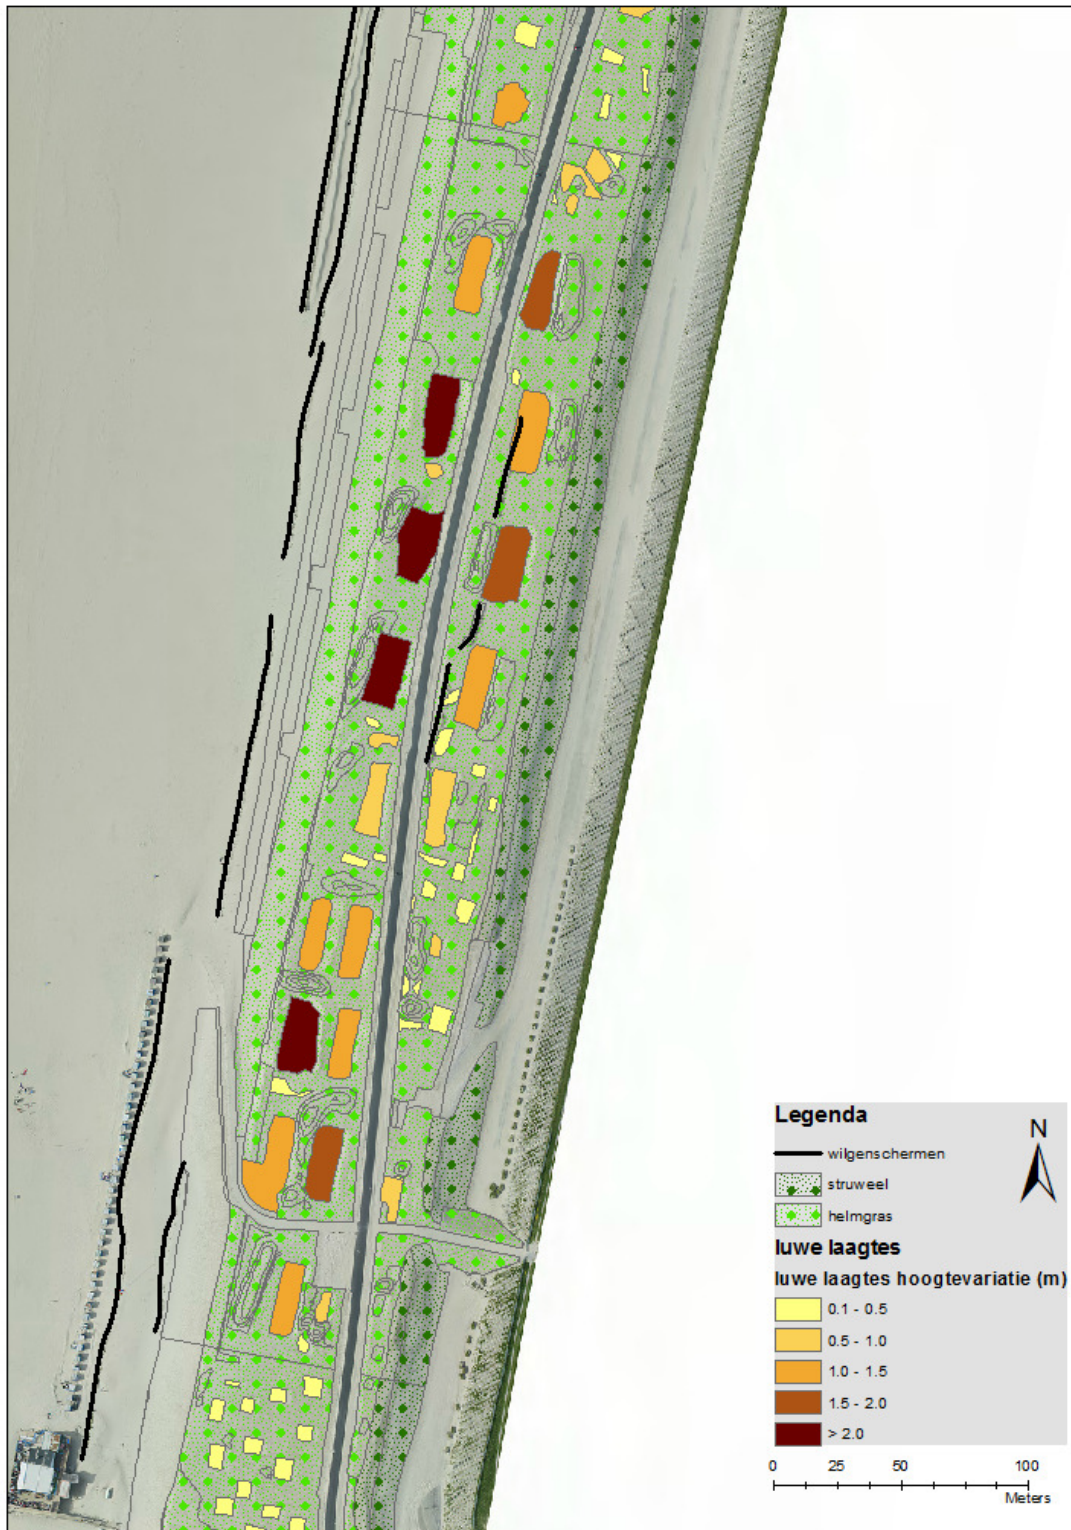 Legenda
wilgenschermen
struweel
helmgras
luwe laagtes
luwe laagtes hoogtevariatie (m)
0.1 - 0.5
0.5 - 1.0
1.0 - 1.5
1.5 - 2.0
> 2.0
N
0 25 50 100
Meters